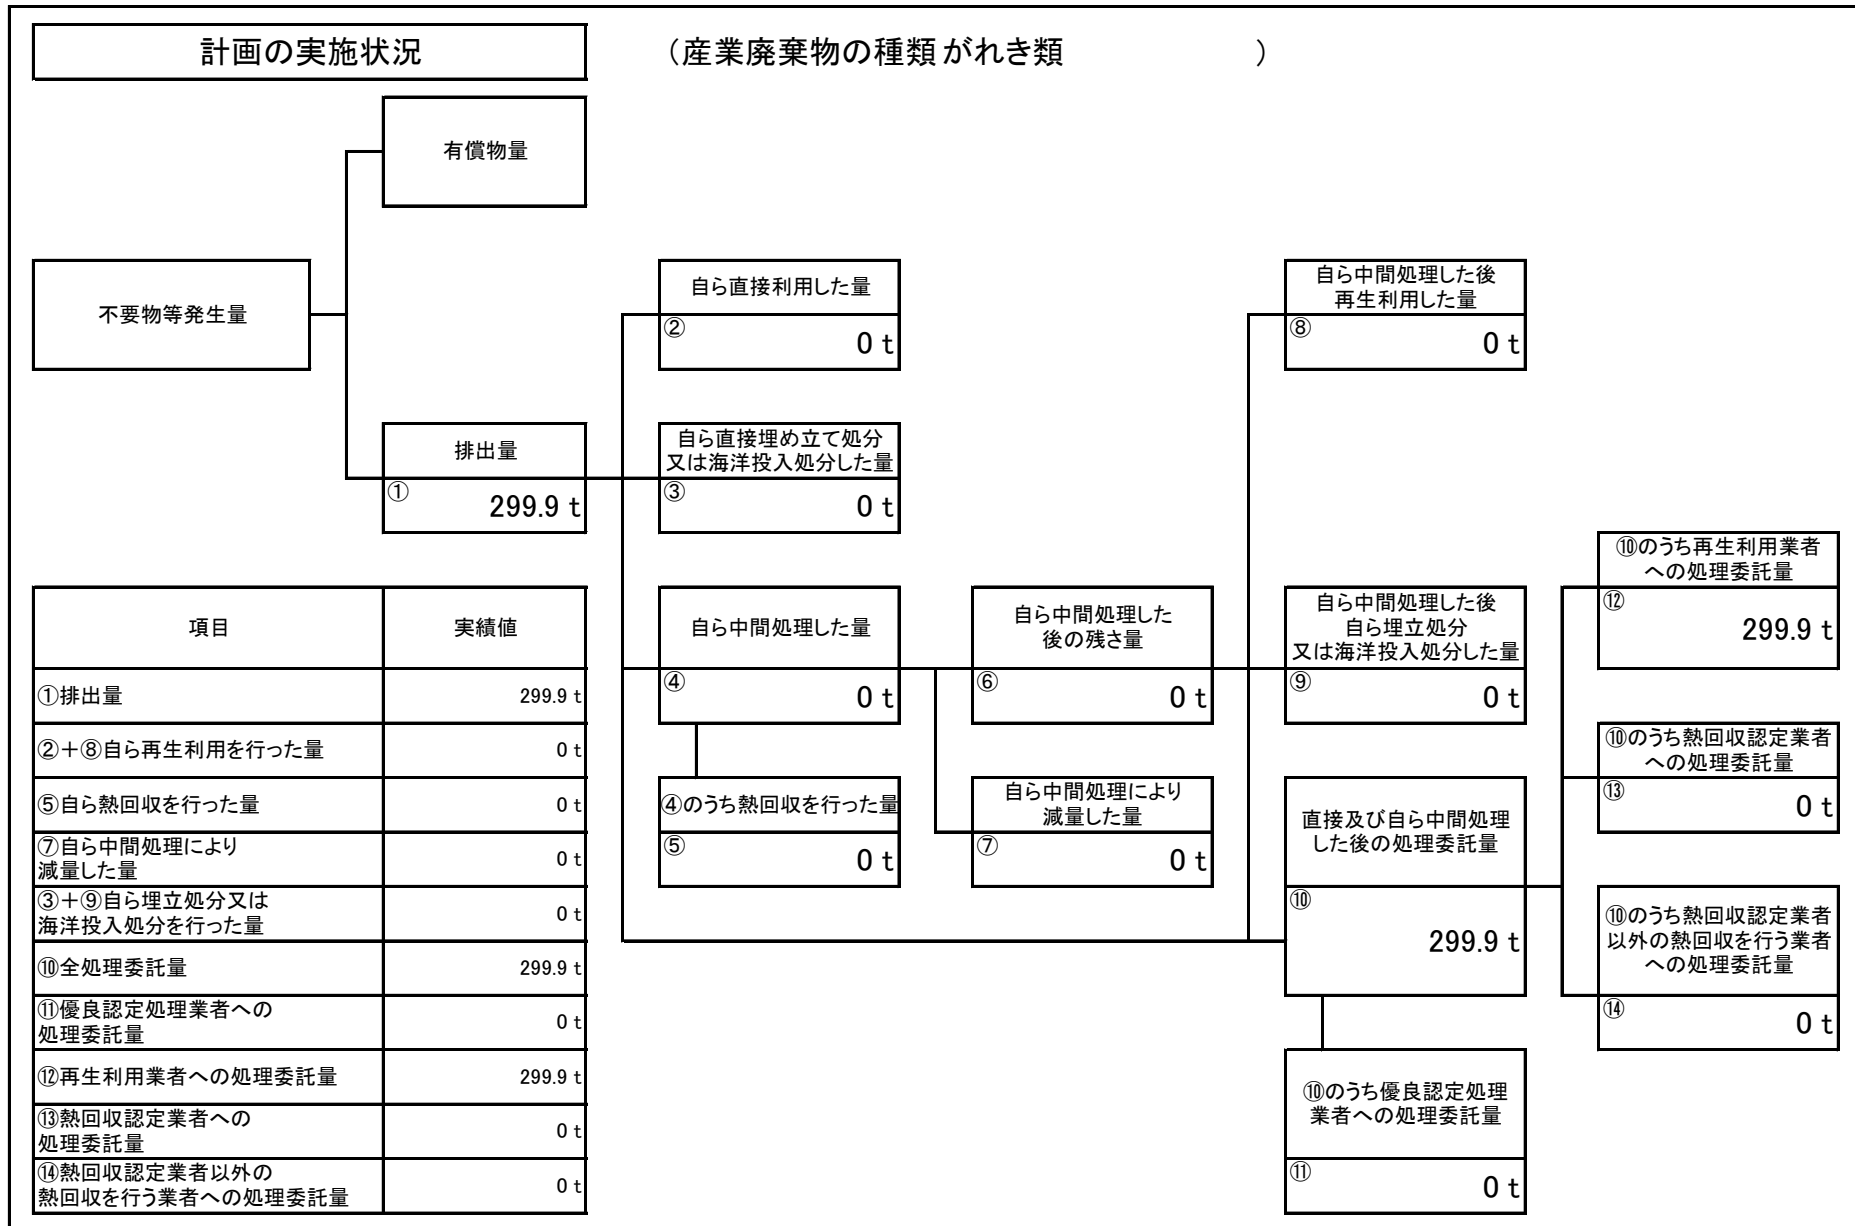 計画の実施状況
（産業廃棄物の種類 がれき類　　　　　　　）
有償物量
不要物等発生量
自ら直接利用した量
②
0 t
自ら中間処理した後
再生利用した量
⑧
0 t
排出量
①
299.9 t
自ら直接埋め立て処分
又は海洋投入処分した量
③
0 t
⑩のうち再生利用業者
への処理委託量
⑫
299.9 t
自ら中間処理した量
④
0 t
自ら中間処理した
後の残さ量
⑥
0 t
自ら中間処理した後
自ら埋立処分
又は海洋投入処分した量
⑨
0 t
⑩のうち熱回収認定業者
への処理委託量
⑬
0 t
④のうち熱回収を行った量
⑤
0 t
自ら中間処理により
減量した量
⑦
0 t
直接及び自ら中間処理
した後の処理委託量
⑩
299.9 t
⑩のうち熱回収認定業者
以外の熱回収を行う業者
への処理委託量
⑭
0 t
⑩のうち優良認定処理
業者への処理委託量
⑪
0 t
項目 実績値
①排出量 299.9 t
②＋⑧自ら再生利用を行った量 0 t
⑤自ら熱回収を行った量 0 t
⑦自ら中間処理により
減量した量 0 t
③＋⑨自ら埋立処分又は
海洋投入処分を行った量 0 t
⑩全処理委託量 299.9 t
⑪優良認定処理業者への
処理委託量 0 t
⑫再生利用業者への処理委託量 299.9 t
⑬熱回収認定業者への
処理委託量 0 t
⑭熱回収認定業者以外の
熱回収を行う業者への処理委託量 0 t